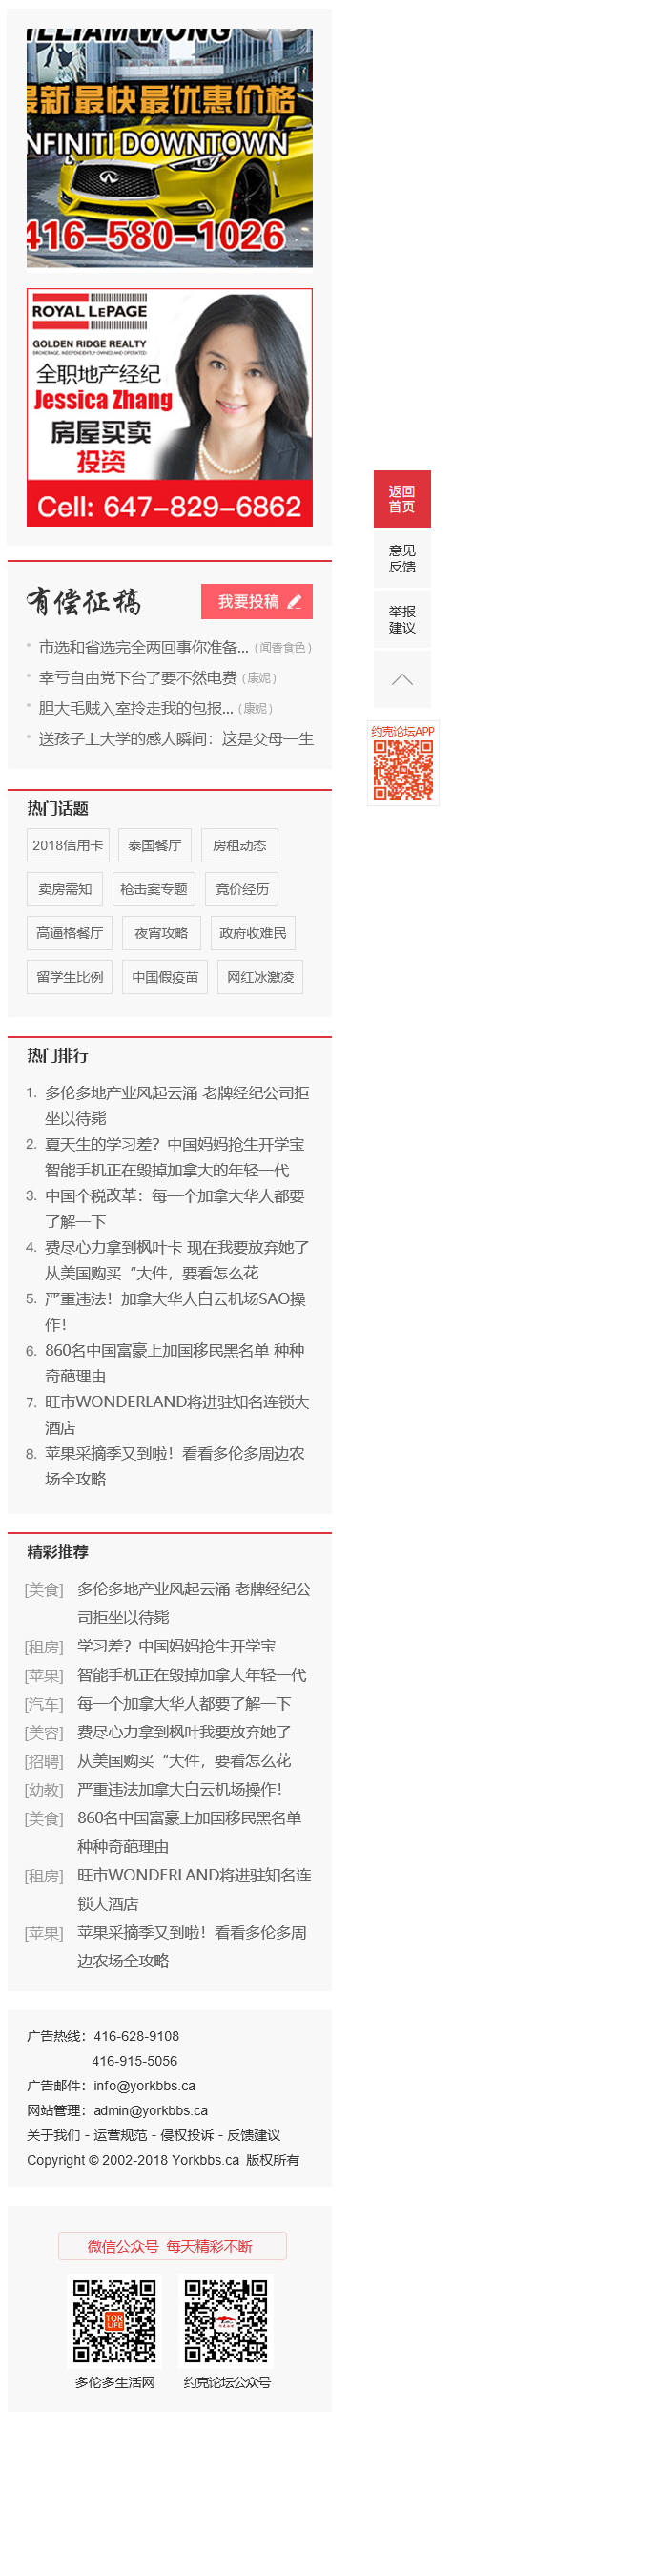 ILLIAM WONG
最新最快最优惠价格
NFINITI DOWNTOWN
416-580-1026
ROYAL LEPAGE
GOLDEN RIDGE REALTY
BROKERAGE, INDEPENDENTLY OWNED AND OPERATED
全职地产经纪
Jessica Zhang
房屋买卖
投资
Cell: 647-829-6862
返回
首页
意见
反馈
举报
建议
有偿征稿
我要投稿
市选和省选完全两回事你准备... (闻香食色)
幸亏自由党下台了要不然电费 (康妮)
胆大毛贼入室拎走我的包报... (康妮)
送孩子上大学的感人瞬间：这是父母一生
约克论坛APP
热门话题
2018信用卡 泰国餐厅 房租动态
卖房需知 枪击案专题 竞价经历
高逼格餐厅 夜宵攻略 政府收难民
留学生比例 中国假疫苗 网红冰激凌
热门排行
1. 多伦多地产业风起云涌 老牌经纪公司拒
坐以待毙
2. 夏天生的学习差？中国妈妈抢生开学宝
智能手机正在毁掉加拿大的年轻一代
3. 中国个税改革：每一个加拿大华人都要
了解一下
4. 费尽心力拿到枫叶卡 现在我要放弃她了
从美国购买“大件，要看怎么花
5. 严重违法！加拿大华人白云机场SAO操
作！
6. 860名中国富豪上加国移民黑名单 种种
奇葩理由
7. 旺市WONDERLAND将进驻知名连锁大
酒店
8. 苹果采摘季又到啦！看看多伦多周边农
场全攻略
精彩推荐
[美食] 多伦多地产业风起云涌 老牌经纪公
司拒坐以待毙
[租房] 学习差？中国妈妈抢生开学宝
[苹果] 智能手机正在毁掉加拿大年轻一代
[汽车] 每一个加拿大华人都要了解一下
[美容] 费尽心力拿到枫叶我要放弃她了
[招聘] 从美国购买“大件，要看怎么花
[幼教] 严重违法加拿大白云机场操作！
[美食] 860名中国富豪上加国移民黑名单
种种奇葩理由
[租房] 旺市WONDERLAND将进驻知名连
锁大酒店
[苹果] 苹果采摘季又到啦！看看多伦多周
边农场全攻略
广告热线：416-628-9108
416-915-5056
广告邮件：info@yorkbbs.ca
网站管理：admin@yorkbbs.ca
关于我们 - 运营规范 - 侵权投诉 - 反馈建议
Copyright © 2002-2018 Yorkbbs.ca 版权所有
微信公众号 每天精彩不断
TOR
LIFE
多伦多生活网 约克论坛公众号